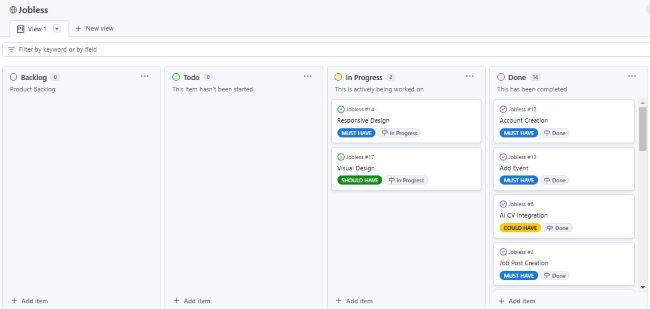 Jobless
View 1
New view
Filter by keyword or by field
Backlog 0
Product Backlog
Add item
Todo 0
This item hasn't been started
Add item
In Progress 2
This is actively being worked on
Jobless #14
Responsive Design
MUST HAVE In Progress
Jobless #17
Visual Design
SHOULD HAVE In Progress
Add item
Done 14
This has been completed
Jobless #12
Account Creation
MUST HAVE Done
Jobless #13
Add Event
MUST HAVE Done
Jobless #6
AI CV Integration
COULD HAVE Done
Jobless #2
Job Post Creation
MUST HAVE Done
Add item